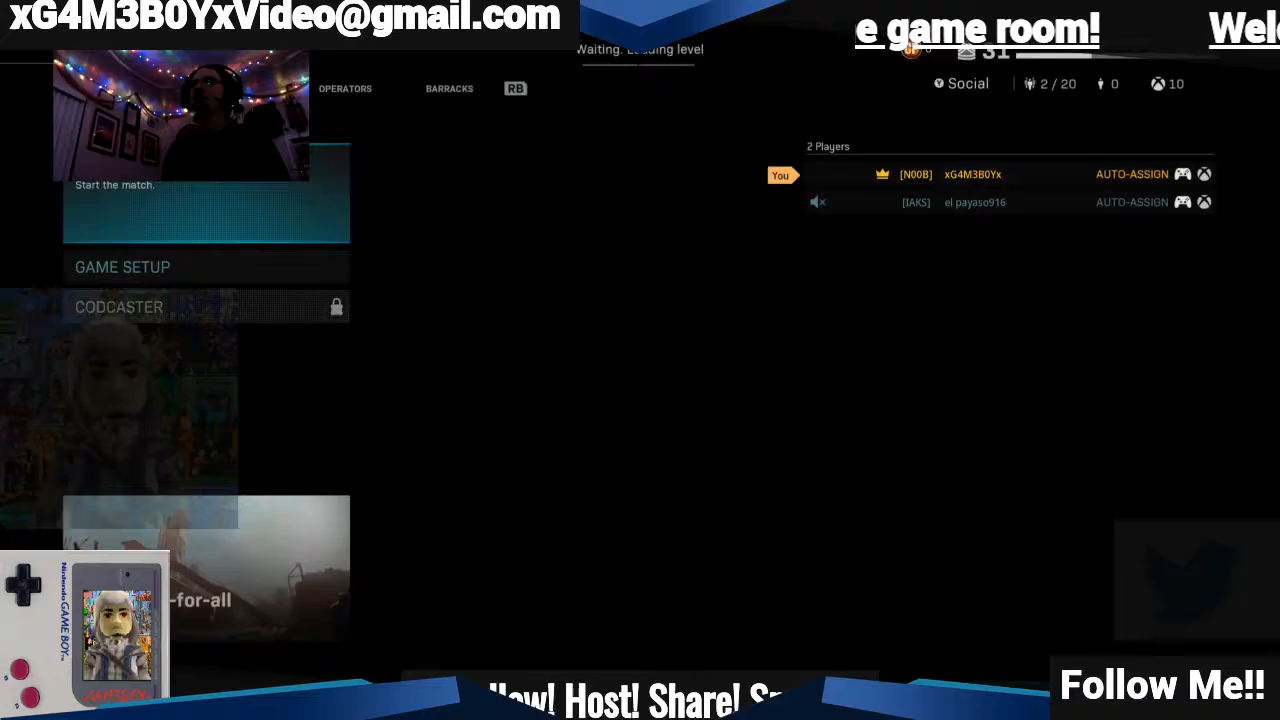 xG4M3B0YxVideo@gmail.com
e game room!
Wel
Waiting. Loading level
31
OPERATORS
BARRACKS
RB
Social
2 / 20
0
10
2 Players
You
[N00B] xG4M3B0Yx AUTO-ASSIGN
[IAKS] el payaso916 AUTO-ASSIGN
Start the match.
GAME SETUP
CODCASTER
-for-all
Nintendo GAME BOY
Follow Me!!
llow! Host! Share! S